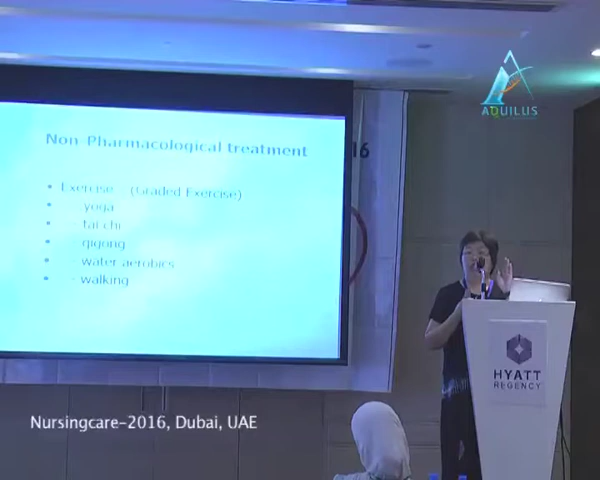 AQUILUS
Non-Pharmacological treatment
• Exercise (Graded Exercise)
• - yoga
• - tai chi
• - qigong
• - water aerobics
• - walking
16
HYATT
REGENCY
Nursingcare-2016, Dubai, UAE